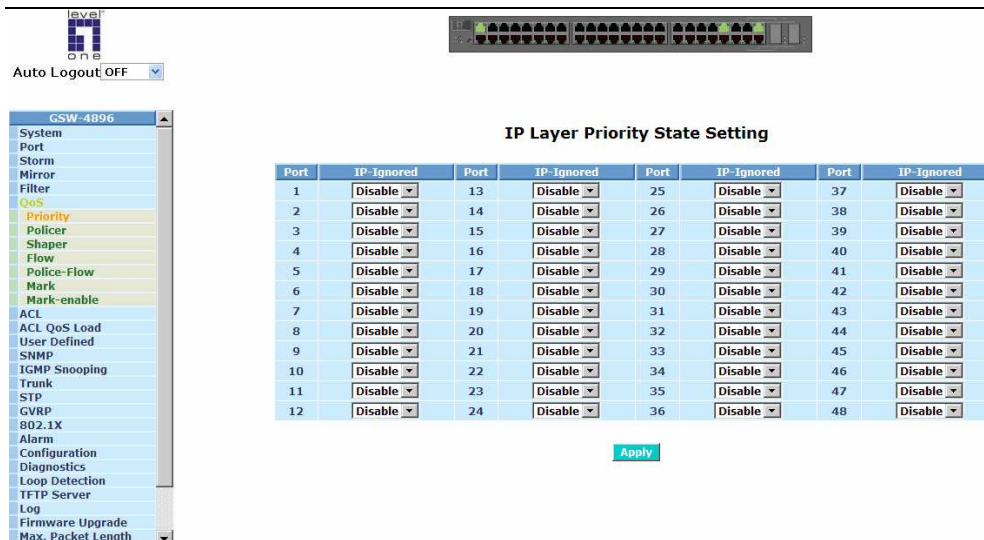 level
one
Auto Logout OFF
GSW-4896
System
Port
Storm
Mirror
Filter
QoS
Priority
Policer
Shaper
Flow
Police-Flow
Mark
Mark-enable
ACL
ACL QoS Load
User Defined
SNMP
IGMP Snooping
Trunk
STP
GVRP
802.1X
Alarm
Configuration
Diagnostics
Loop Detection
TFTP Server
Log
Firmware Upgrade
Max. Packet Length
IP Layer Priority State Setting
Port IP-Ignored Port IP-Ignored Port IP-Ignored Port IP-Ignored
1 Disable 13 Disable 25 Disable 37 Disable
2 Disable 14 Disable 26 Disable 38 Disable
3 Disable 15 Disable 27 Disable 39 Disable
4 Disable 16 Disable 28 Disable 40 Disable
5 Disable 17 Disable 29 Disable 41 Disable
6 Disable 18 Disable 30 Disable 42 Disable
7 Disable 19 Disable 31 Disable 43 Disable
8 Disable 20 Disable 32 Disable 44 Disable
9 Disable 21 Disable 33 Disable 45 Disable
10 Disable 22 Disable 34 Disable 46 Disable
11 Disable 23 Disable 35 Disable 47 Disable
12 Disable 24 Disable 36 Disable 48 Disable
Apply